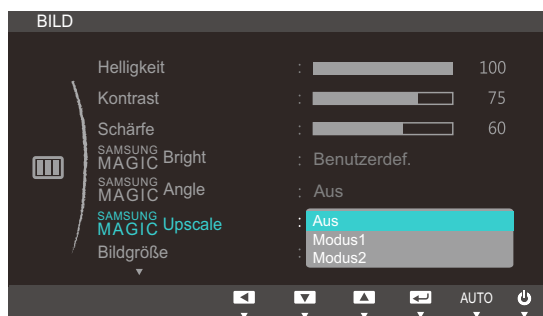 BILD
Helligkeit : 100
Kontrast : 75
Schärfe : 60
SAMSUNG MAGIC Bright : Benutzerdef.
SAMSUNG MAGIC Angle : Aus
SAMSUNG MAGIC Upscale : Aus
Modus1
Modus2
Bildgröße :
AUTO